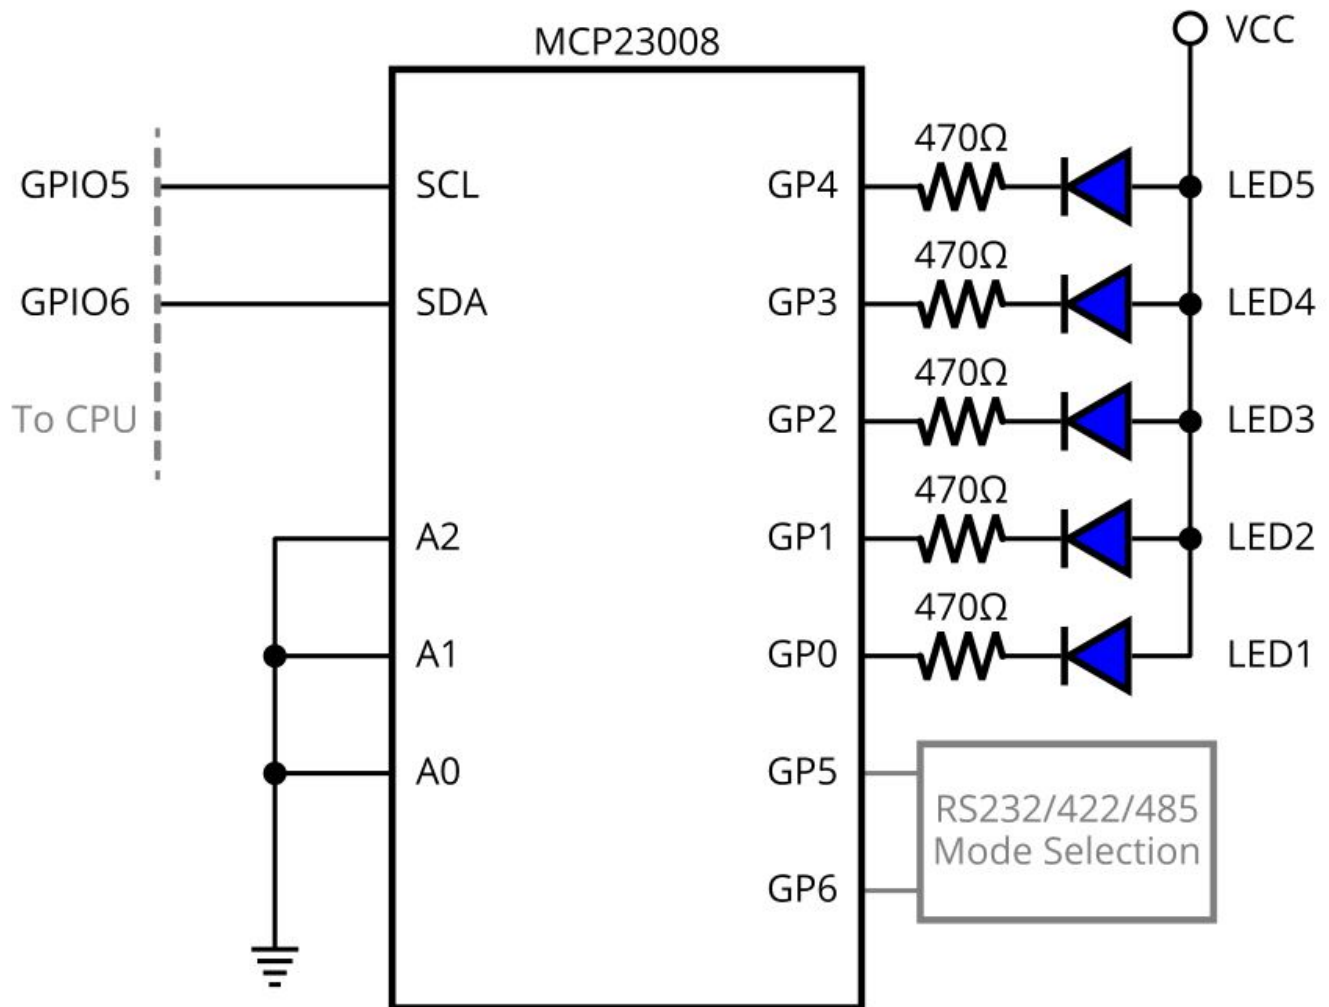 MCP23008
VCC
470Ω
GPIO5
SCL
GP4
LED5
470Ω
GPIO6
SDA
GP3
LED4
470Ω
To CPU
GP2
LED3
470Ω
A2
GP1
LED2
470Ω
A1
GP0
LED1
A0
GP5
RS232/422/485
Mode Selection
GP6